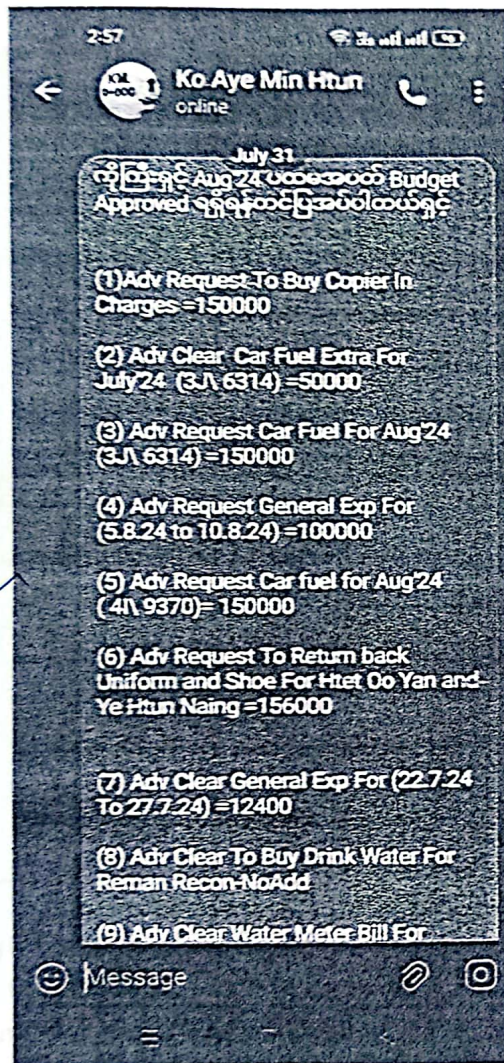 2:57
Ko Aye Min Htun
online
July 31
ကိုကြီးရှင့် Aug'24 ပထမအပတ် Budget
Approved ရရှိရန်တင်ပြအပ်ပါတယ်ရှင့်
(1)Adv Request To Buy Copier In
Charges =150000
(2) Adv Clear Car Fuel Extra For
July'24 (3J\ 6314) =50000
(3) Adv Request Car Fuel For Aug'24
(3J\ 6314) =150000
(4) Adv Request General Exp For
(5.8.24 to 10.8.24) =100000
(5) Adv Request Car fuel for Aug'24
( 4I\ 9370)= 150000
(6) Adv Request To Return back
Uniform and Shoe For Htet Oo Yan and
Ye Htun Naing =156000
(7) Adv Clear General Exp For (22.7.24
To 27.7.24) =12400
(8) Adv Clear To Buy Drink Water For
Reman Recon-NoAdd
(9) Adv Clear Water Meter Bill For
Message